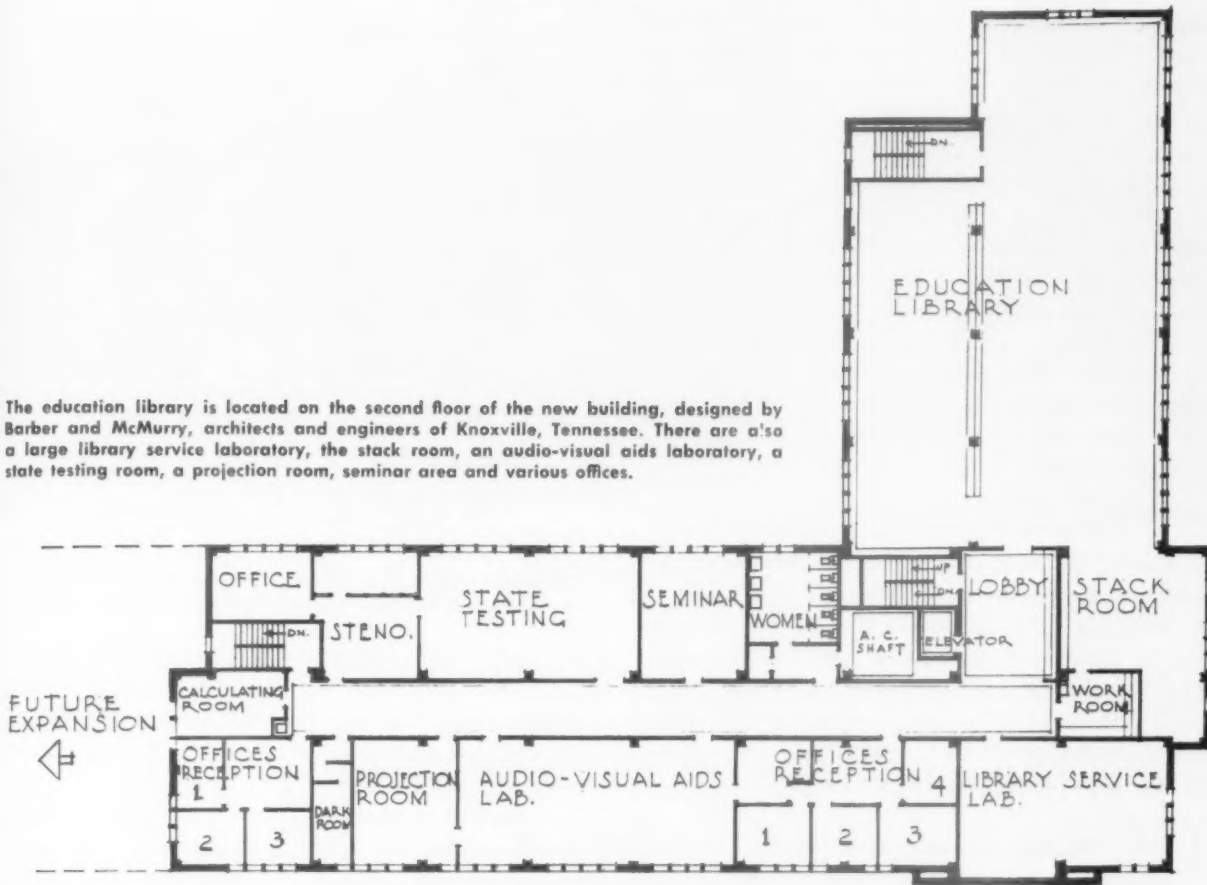 DN.
EDUCATION
LIBRARY
The education library is located on the second floor of the new building, designed by
Barber and McMurry, architects and engineers of Knoxville, Tennessee. There are also
a large library service laboratory, the stack room, an audio-visual aids laboratory, a
state testing room, a projection room, seminar area and various offices.
OFFICE
DN.
STENO.
STATE
TESTING
SEMINAR
WOMEN
UP
DN.
A. C.
SHAFT
ELEVATOR
LOBBY
STACK
ROOM
FUTURE
EXPANSION
CALCULATING
ROOM
WORK
ROOM
OFFICES
RECEPTION
1
2
3
DARK
ROOM
PROJECTION
ROOM
AUDIO-VISUAL AIDS
LAB.
OFFICES
RECEPTION
1
2
3
4
LIBRARY SERVICE
LAB.